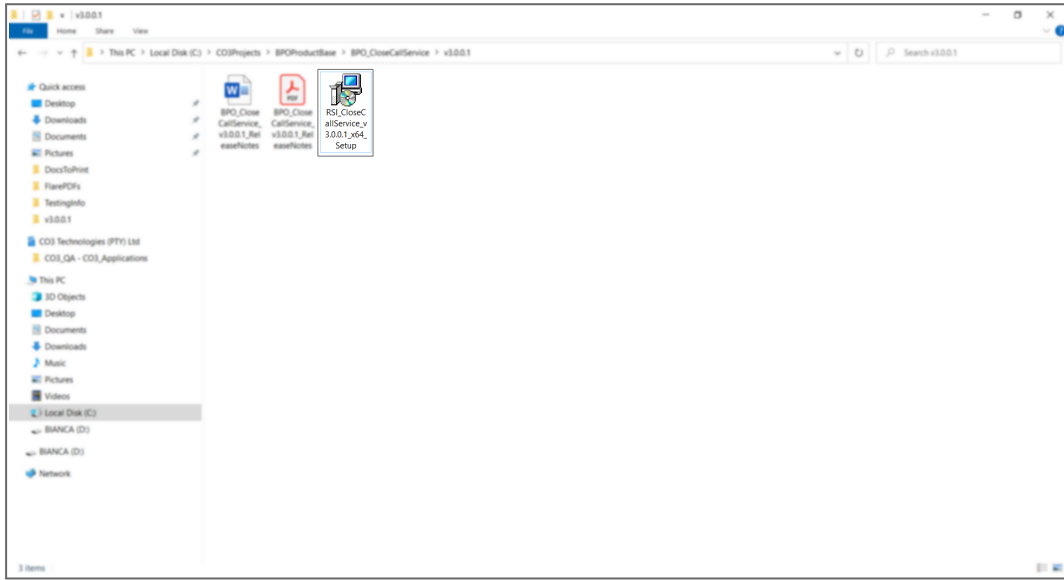 v3.0.0.1
File Home Share View
This PC > Local Disk (C:) > CO3Projects > BPOProductBase > BPO_CloseCallService > v3.0.0.1
Search v3.0.0.1
Quick access
Desktop
Downloads
Documents
Pictures
DocsToPrint
FlarePDFs
TestingInfo
v3.0.0.1
CO3 Technologies (PTY) Ltd
CO3_QA - CO3_Applications
This PC
3D Objects
Desktop
Documents
Downloads
Music
Pictures
Videos
Local Disk (C:)
BIANCA (D:)
BIANCA (D:)
Network
BPO_Close
CallService_
v3.0.0.1_Rel
easeNotes
BPO_Close
CallService_
v3.0.0.1_Rel
easeNotes
RSI_CloseC
allService_v
3.0.0.1_x64_
Setup
3 items